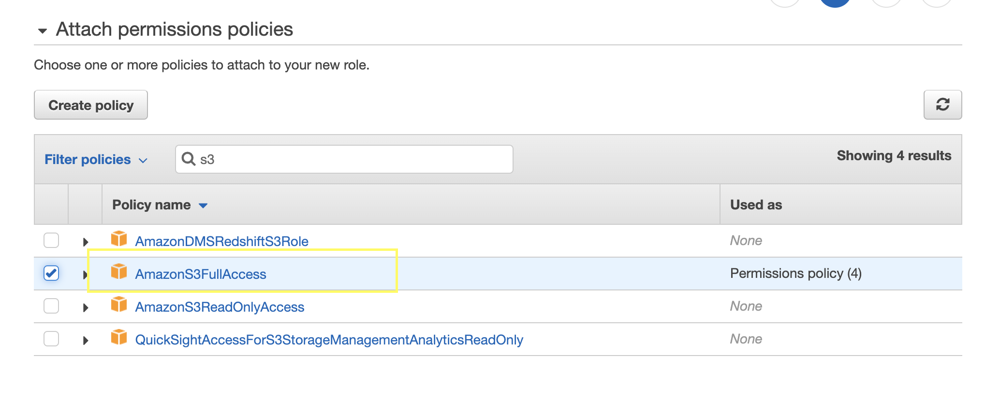 Attach permissions policies
Choose one or more policies to attach to your new role.
Create policy
Filter policies
s3
Showing 4 results
Policy name
Used as
AmazonDMSRedshiftS3Role
None
AmazonS3FullAccess
Permissions policy (4)
AmazonS3ReadOnlyAccess
None
QuickSightAccessForS3StorageManagementAnalyticsReadOnly
None